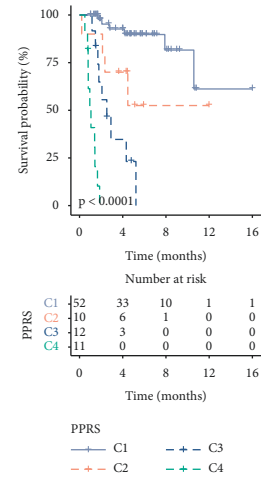 Survival probability (%)
100
75
50
25
0
p < 0.0001
0 4 8 12 16
Time (months)
Number at risk
PPRS
C1 52 33 10 1 1
C2 10 6 1 0 0
C3 12 3 0 0 0
C4 11 0 0 0 0
0 4 8 12 16
Time (months)
PPRS
C1 C3
C2 C4